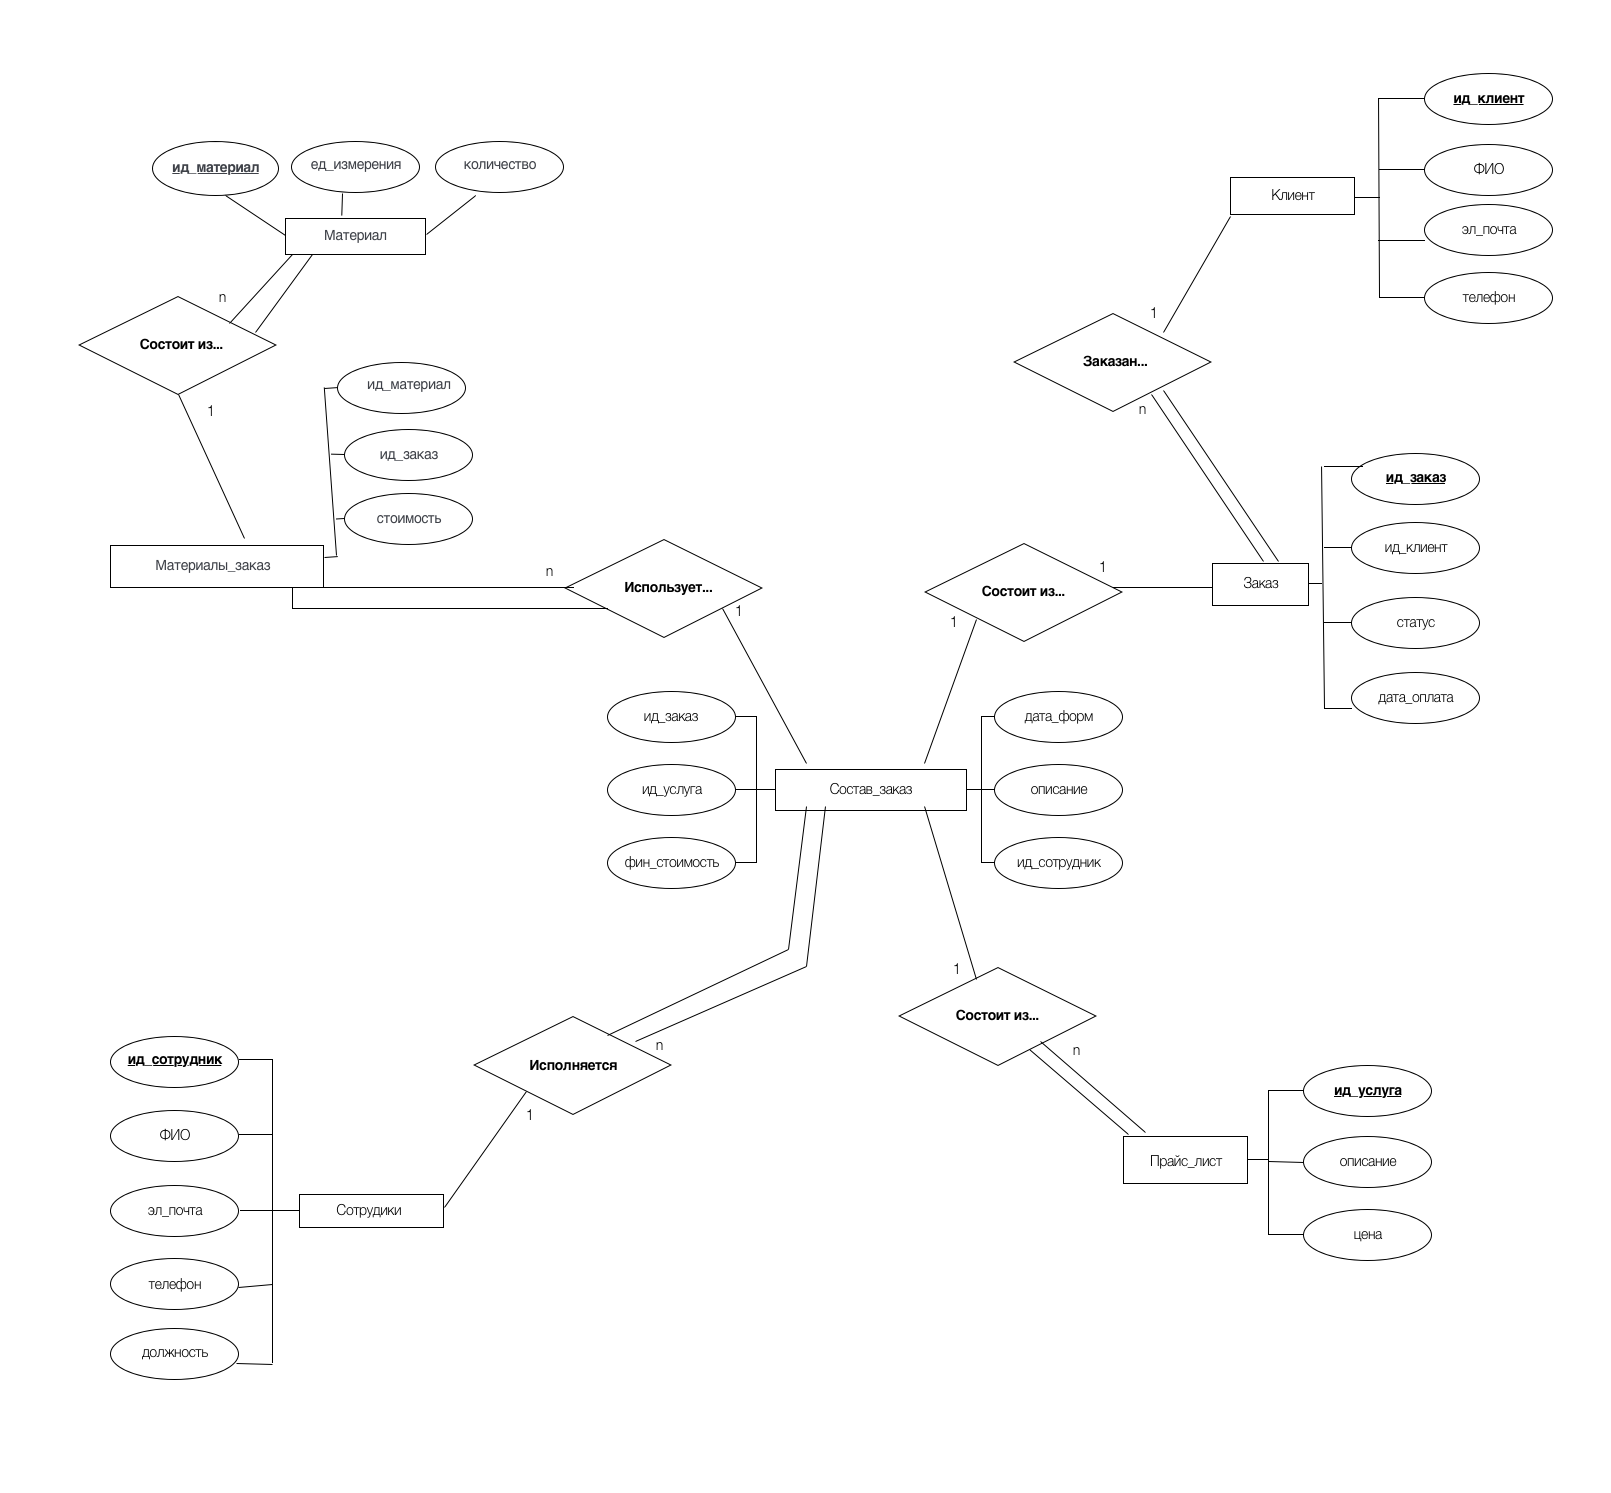 ид_клиент
ид_материал
ед_измерения
количество
ФИО
Клиент
Материал
эл_почта
n
телефон
1
Состоит из...
Заказан...
ид_материал
1
n
ид_заказ
ид_заказ
стоимость
ид_клиент
Материалы_заказ
n
Использует...
1
Состоит из...
1
Заказ
1
статус
дата_оплата
ид_заказ
дата_форм
ид_услуга
Состав_заказ
описание
фин_стоимость
ид_сотрудник
1
Состоит из...
n
n
ид_сотрудник
Исполняется
1
ид_услуга
ФИО
Прайс_лист
описание
эл_почта
Сотрудики
цена
телефон
должность